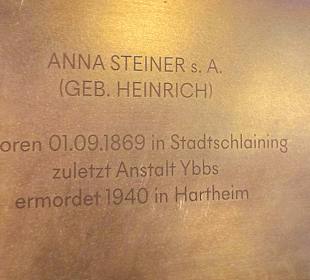 ANNA STEINER s. A.
(GEB. HEINRICH)
oren 01.09.1869 in Stadtschlaining
zuletzt Anstalt Ybbs
ermordet 1940 in Hartheim